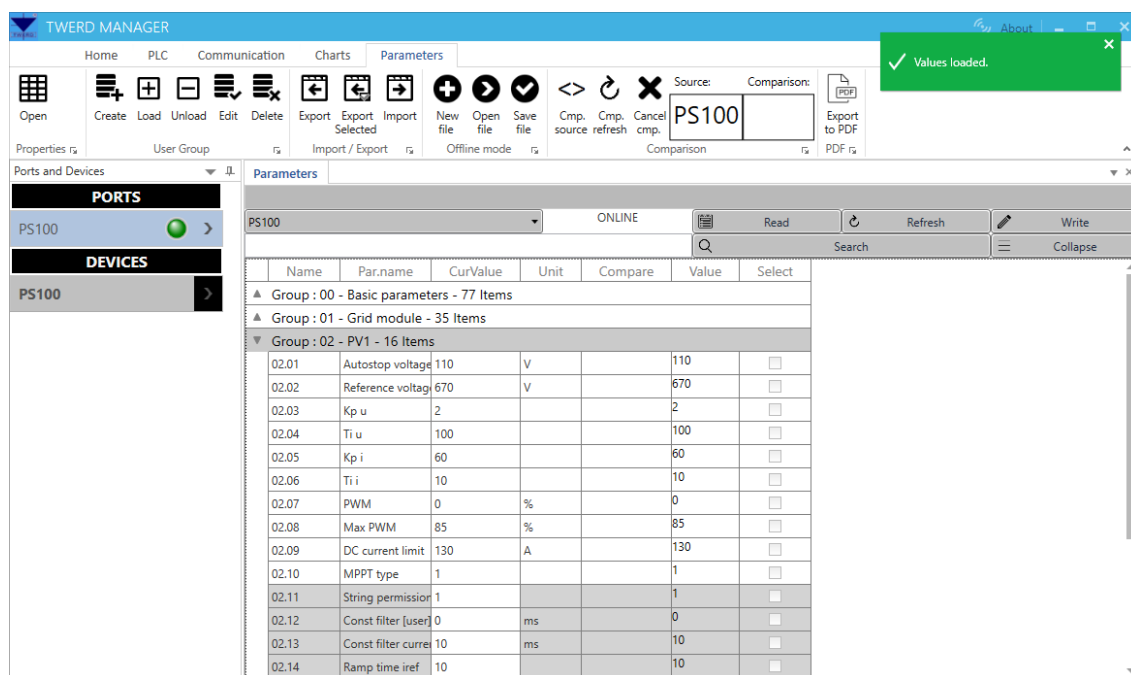 TWERD MANAGER
About
Values loaded.
Home PLC Communication Charts Parameters
Open
Create Load Unload Edit Delete
Export Export Selected Import
New file Open file Save file
Cmp. source Cmp. refresh Cancel cmp.
Source: Comparison:
PS100
PDF
Export to PDF
Properties User Group Import / Export Offline mode Comparison PDF
Ports and Devices
PORTS
PS100
DEVICES
PS100
Parameters
PS100 ONLINE Read Refresh Write
Search Collapse
Name Par.name CurValue Unit Compare Value Select
Group : 00 - Basic parameters - 77 Items
Group : 01 - Grid module - 35 Items
Group : 02 - PV1 - 16 Items
02.01 Autostop voltage 110 V 110
02.02 Reference voltag 670 V 670
02.03 Kp u 2 2
02.04 Ti u 100 100
02.05 Kp i 60 60
02.06 Ti i 10 10
02.07 PWM 0 % 0
02.08 Max PWM 85 % 85
02.09 DC current limit 130 A 130
02.10 MPPT type 1 1
02.11 String permission 1 1
02.12 Const filter [user] 0 ms 0
02.13 Const filter curre 10 ms 10
02.14 Ramp time iref 10 10